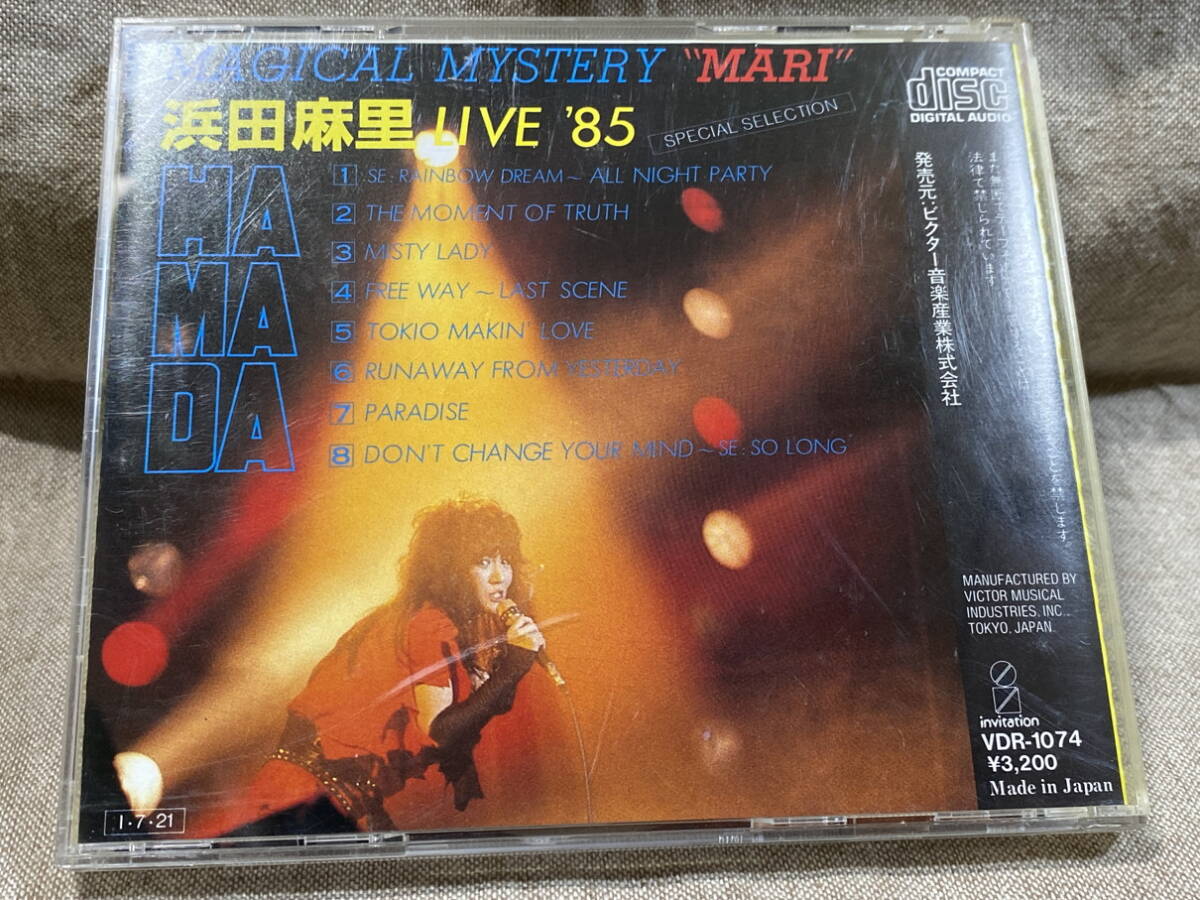 MAGICAL MYSTERY "MARI"
浜田麻里 LIVE '85
SPECIAL SELECTION
HA
MA
DA
1 SE: RAINBOW DREAM ~ ALL NIGHT PARTY
2 THE MOMENT OF TRUTH
3 MISTY LADY
4 FREE WAY ~ LAST SCENE
5 TOKIO MAKIN' LOVE
6 RUNAWAY FROM YESTERDAY
7 PARADISE
8 DON'T CHANGE YOUR MIND ~ SE: SO LONG
COMPACT
disc
DIGITAL AUDIO
法律で禁じられています。
発売元:ビクター音楽産業株式会社
ことを禁じます。
MANUFACTURED BY
VICTOR MUSICAL
INDUSTRIES, INC.,
TOKYO, JAPAN.
invitation
VDR-1074
¥3,200
Made in Japan
I・7・21